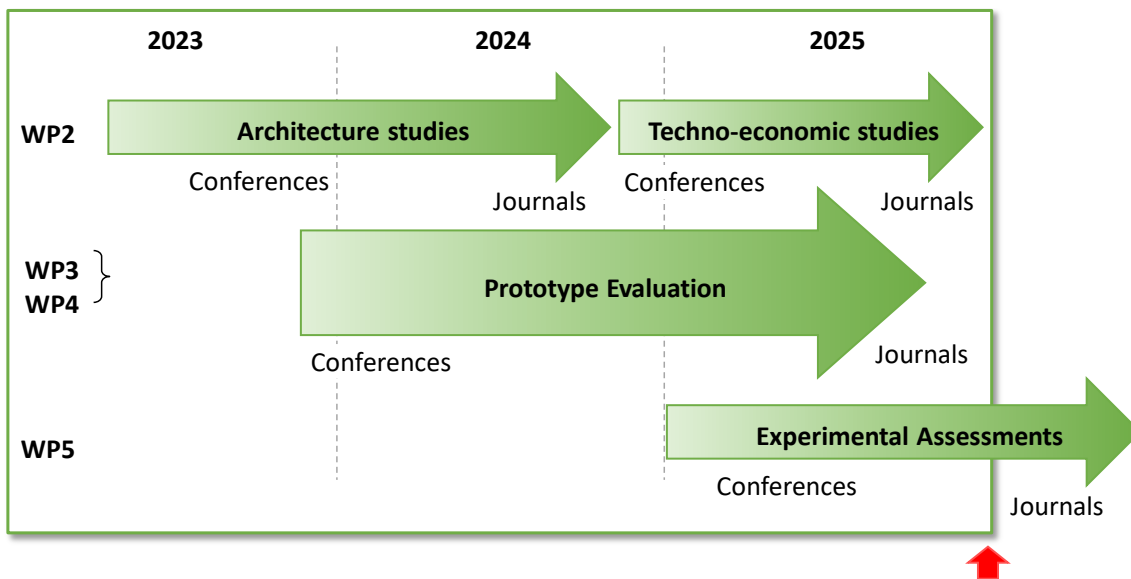 2023
2024
2025
WP2
Architecture studies
Techno-economic studies
Conferences
Journals
Conferences
Journals
WP3
WP4
Prototype Evaluation
Conferences
Journals
WP5
Experimental Assessments
Conferences
Journals